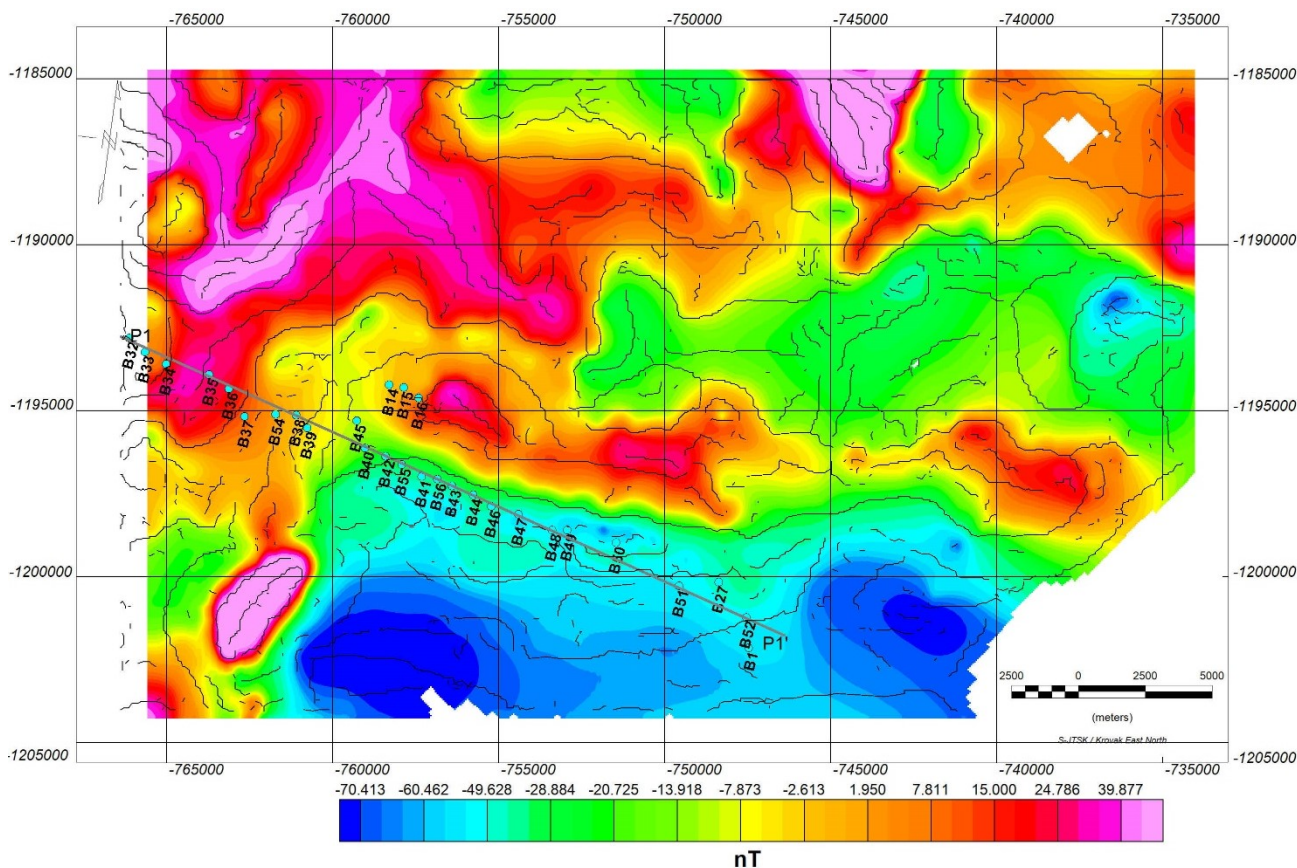 -765000 -760000 -755000 -750000 -745000 -740000 -735000
-1185000 -1185000
-1190000 -1190000
P1
B32 B33 B34 B35 B36 B37 B54 B38 B39 B45 B14 B15 B16
-1195000 -1195000
B40 B42 B55 B41 B56 B43 B44 B46 B47 B48 B49 B51 B27 B52
-1200000 -1200000
P1'
2500 0 2500 5000
(meters)
S-JTSK / Krovak East North
-1205000 -1205000
-765000 -760000 -755000 -750000 -745000 -740000 -735000
-70.413 -60.462 -49.628 -28.884 -20.725 -13.918 -7.873 -2.613 1.950 7.811 15.000 24.786 39.877
nT